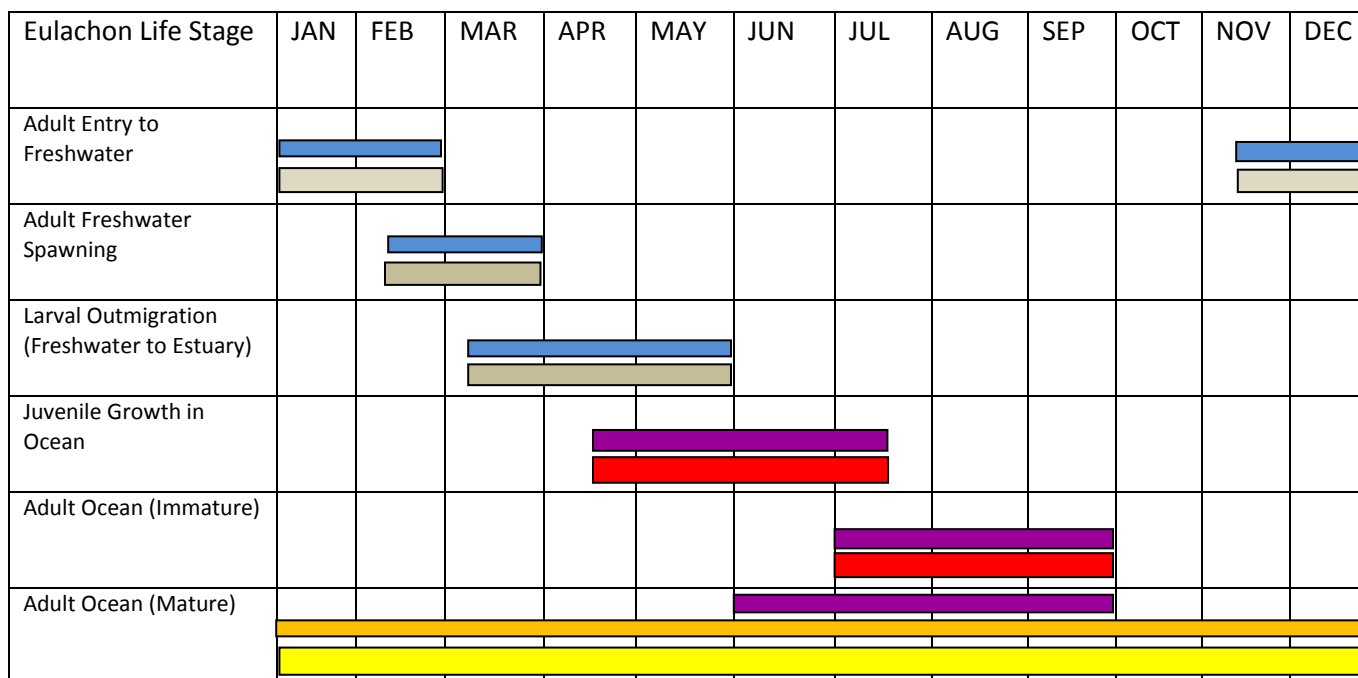 Eulachon Life Stage JAN FEB MAR APR MAY JUN JUL AUG SEP OCT NOV DEC
Adult Entry to
Freshwater
Adult Freshwater
Spawning
Larval Outmigration
(Freshwater to Estuary)
Juvenile Growth in
Ocean
Adult Ocean (Immature)
Adult Ocean (Mature)